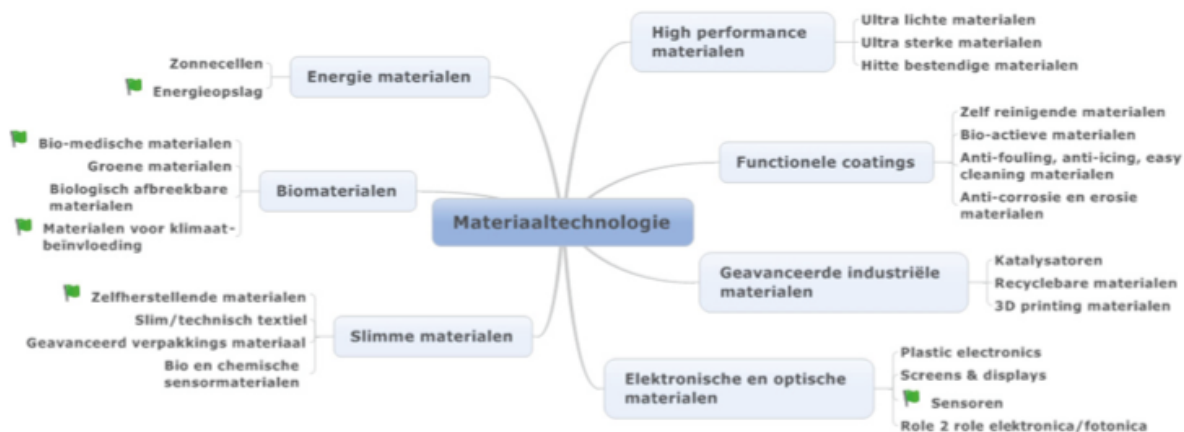 Materiaaltechnologie
Energie materialen
Zonnecellen
Energieopslag
Biomaterialen
Bio-medische materialen
Groene materialen
Biologisch afbreekbare
materialen
Materialen voor klimaat-
beïnvloeding
Slimme materialen
Zelfherstellende materialen
Slim/technisch textiel
Geavanceerd verpakkings materiaal
Bio en chemische
sensormaterialen
High performance
materialen
Ultra lichte materialen
Ultra sterke materialen
Hitte bestendige materialen
Functionele coatings
Zelf reinigende materialen
Bio-actieve materialen
Anti-fouling, anti-icing, easy
cleaning materialen
Anti-corrosie en erosie
materialen
Geavanceerde industriële
materialen
Katalysatoren
Recyclebare materialen
3D printing materialen
Elektronische en optische
materialen
Plastic electronics
Screens & displays
Sensoren
Role 2 role elektronica/fotonica